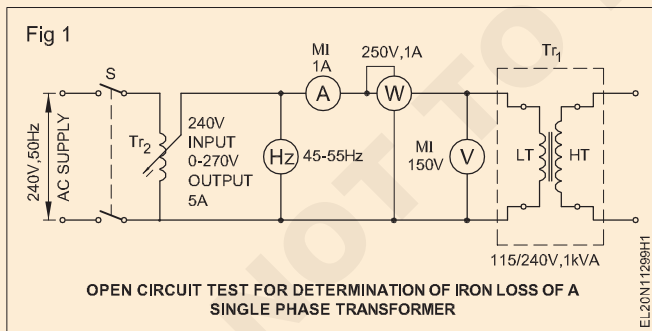 Fig 1
S
240V,50Hz
AC SUPPLY
Tr2
240V
INPUT
0-270V
OUTPUT
5A
Hz
45-55Hz
MI
1A
A
250V,1A
W
MI
150V
V
Tr1
LT
HT
115/240V,1kVA
OPEN CIRCUIT TEST FOR DETERMINATION OF IRON LOSS OF A
SINGLE PHASE TRANSFORMER
EL20N11299H1
NOT TO